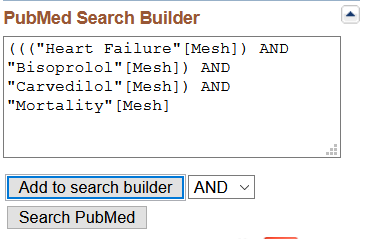 PubMed Search Builder
((("Heart Failure"[Mesh]) AND
"Bisoprolol"[Mesh]) AND
"Carvedilol"[Mesh]) AND
"Mortality"[Mesh]
Add to search builder AND
Search PubMed